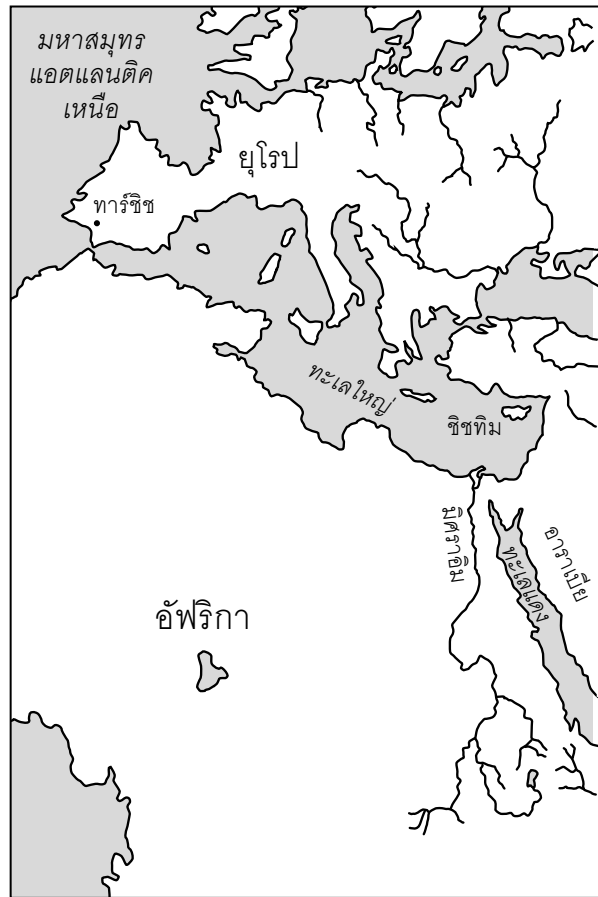 มหาสมุทร
แอตแลนติค
เหนือ
ยุโรป
ทาร์ชิช
ทะเลใหญ่
ชิชทิม
มิศราอิม
ทะเลแดง
อาราเบีย
อัฟริกา